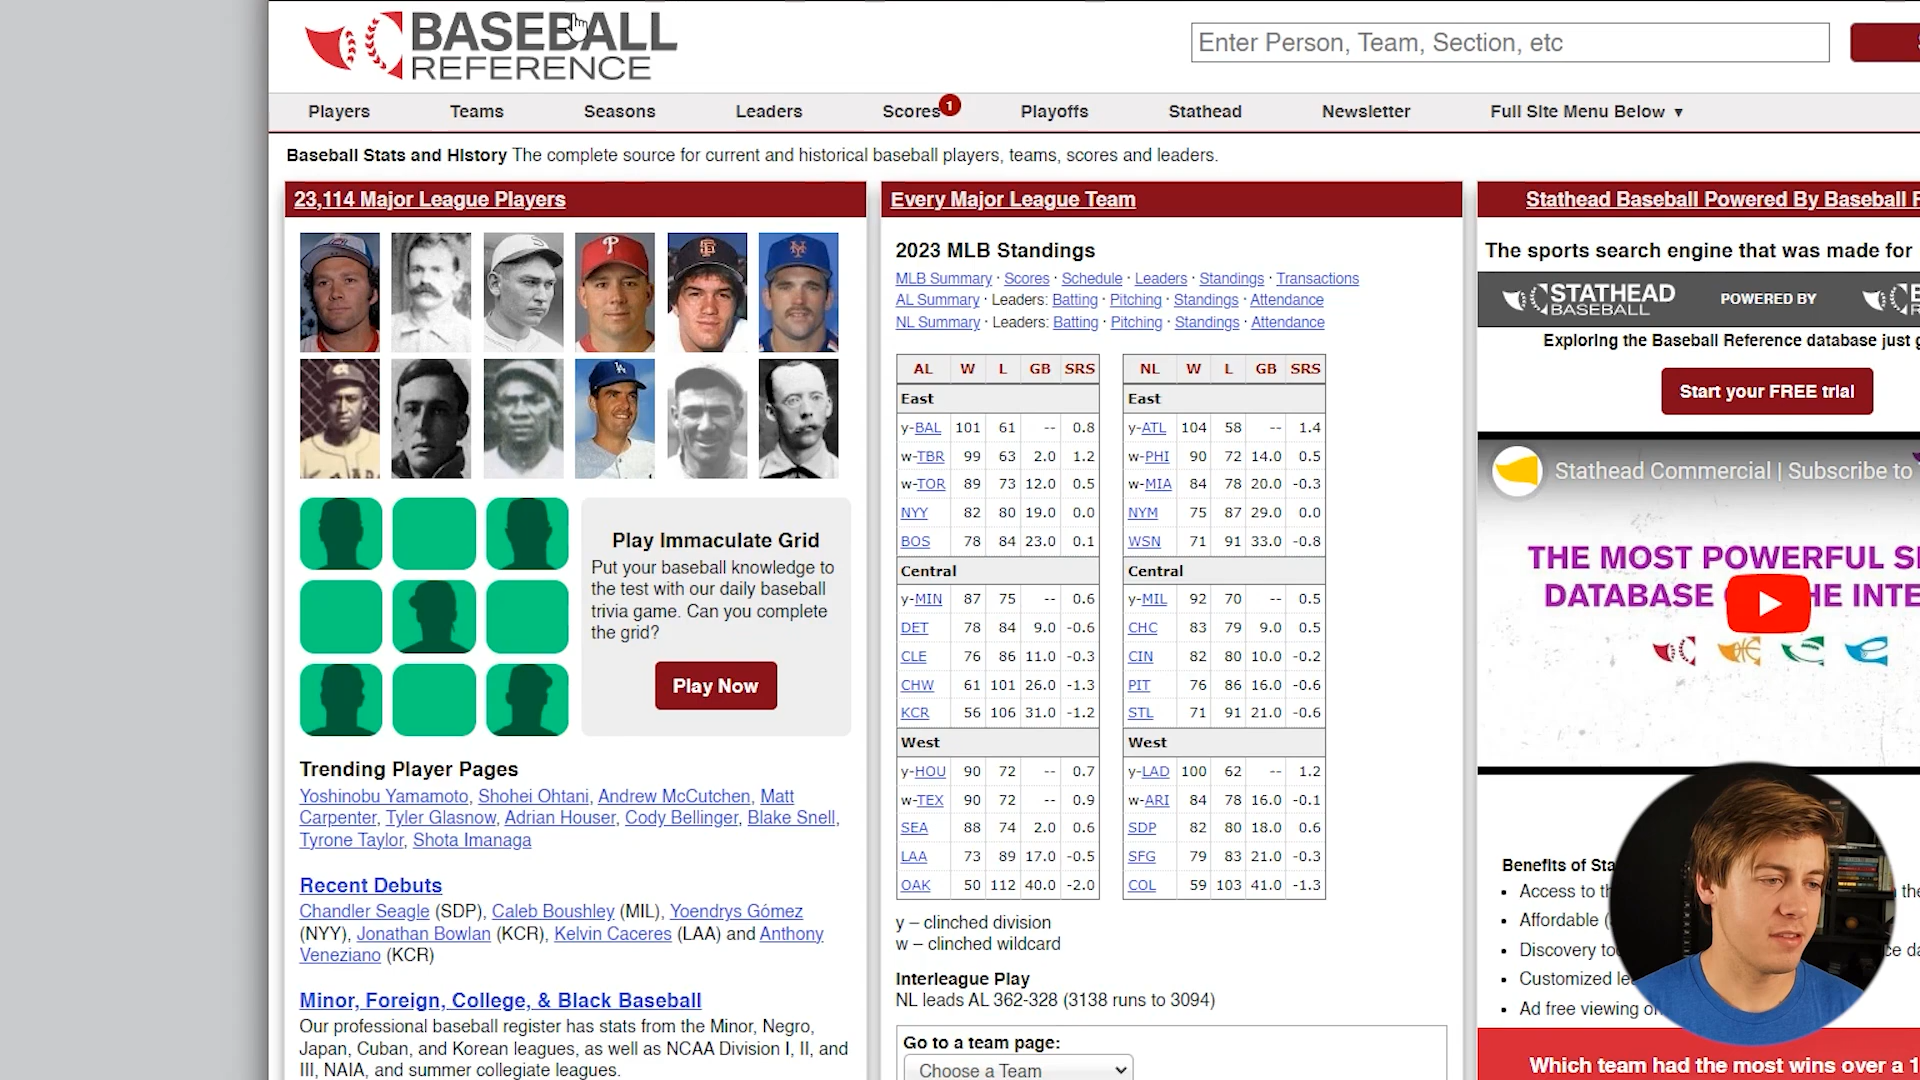 BASEBALL
REFERENCE
Enter Person, Team, Section, etc
Players Teams Seasons Leaders Scores 1 Playoffs Stathead Newsletter Full Site Menu Below ▼
Baseball Stats and HIstory The complete source for current and historical baseball players, teams, scores and leaders.
23,114 Major League Players
Play Immaculate Grid
Put your baseball knowledge to
the test with our daily baseball
trivia game. Can you complete
the grid?
Play Now
Trending Player Pages
Yoshinobu Yamamoto, Shohei Ohtani, Andrew McCutchen, Matt
Carpenter, Tyler Glasnow, Adrian Houser, Cody Bellinger, Blake Snell,
Tyrone Taylor, Shota Imanaga
Recent Debuts
Chandler Seagle (SDP), Caleb Boushley (MIL), Yoendrys Gómez
(NYY), Jonathan Bowlan (KCR), Kelvin Caceres (LAA) and Anthony
Veneziano (KCR)
Minor, Foreign, College, & Black Baseball
Our professional baseball register has stats from the Minor, Negro,
Japan, Cuban, and Korean leagues, as well as NCAA Division I, II, and
III, NAIA, and summer collegiate leagues.
Every Major League Team
2023 MLB Standings
MLB Summary · Scores · Schedule · Leaders · Standings · Transactions
AL Summary · Leaders: Batting · Pitching · Standings · Attendance
NL Summary · Leaders: Batting · Pitching · Standings · Attendance
AL W L GB SRS
East
y-BAL 101 61 -- 0.8
w-TBR 99 63 2.0 1.2
w-TOR 89 73 12.0 0.5
NYY 82 80 19.0 0.0
BOS 78 84 23.0 0.1
Central
y-MIN 87 75 -- 0.6
DET 78 84 9.0 -0.6
CLE 76 86 11.0 -0.3
CHW 61 101 26.0 -1.3
KCR 56 106 31.0 -1.2
West
y-HOU 90 72 -- 0.7
w-TEX 90 72 -- 0.9
SEA 88 74 2.0 0.6
LAA 73 89 17.0 -0.5
OAK 50 112 40.0 -2.0
NL W L GB SRS
East
y-ATL 104 58 -- 1.4
w-PHI 90 72 14.0 0.5
w-MIA 84 78 20.0 -0.3
NYM 75 87 29.0 0.0
WSN 71 91 33.0 -0.8
Central
y-MIL 92 70 -- 0.5
CHC 83 79 9.0 0.5
CIN 82 80 10.0 -0.2
PIT 76 86 16.0 -0.6
STL 71 91 21.0 -0.6
West
y-LAD 100 62 -- 1.2
w-ARI 84 78 16.0 -0.1
SDP 82 80 18.0 0.6
SFG 79 83 21.0 -0.3
COL 59 103 41.0 -1.3
y – clinched division
w – clinched wildcard
Interleague Play
NL leads AL 362-328 (3138 runs to 3094)
Go to a team page:
Choose a Team
Stathead Baseball Powered By Baseball
The sports search engine that was made for
STATHEAD
BASEBALL
POWERED BY
Exploring the Baseball Reference database just
Start your FREE trial
Stathead Commercial | Subscribe to
THE MOST POWERFUL
DATABASE
Benefits of
Access to
Affordable
Discovery
Customized
Ad free viewing
Which team had the most wins over a